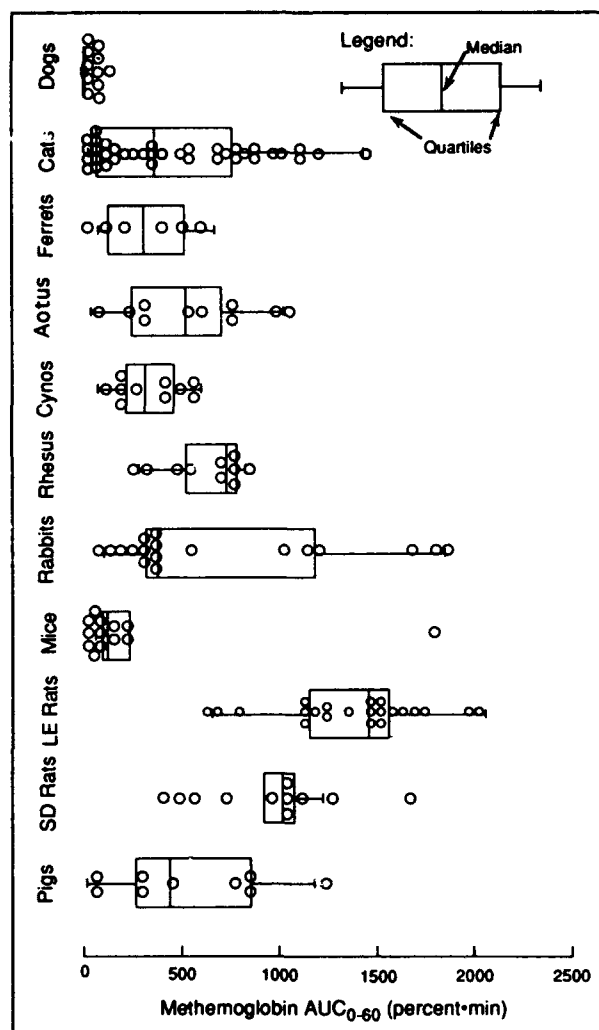 Legend:
Median
Quartiles
Dogs
Cats
Ferrets
Aotus
Cynos
Rhesus
Rabbits
Mice
LE Rats
SD Rats
Pigs
0 500 1000 1500 2000 2500
Methemoglobin AUC0-60 (percent•min)